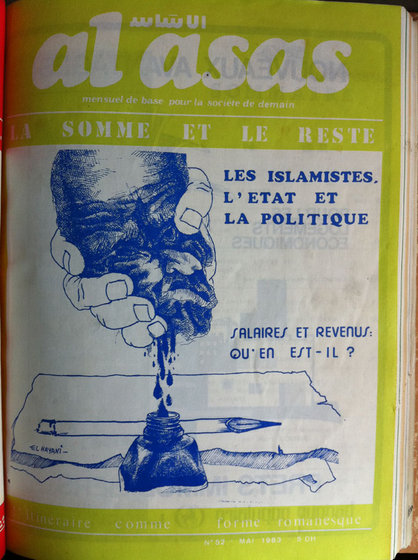 الأساس
al asas
mensuel de base pour la société de demain
LA SOMME ET LE RESTE
LES ISLAMISTES,
L'ETAT ET
LA POLITIQUE
SALAIRES ET REVENUS:
QU'EN EST-IL ?
EL HAYANI
l'itinéraire comme forme romanesque
N° 52 - MAI 1983 5 DH